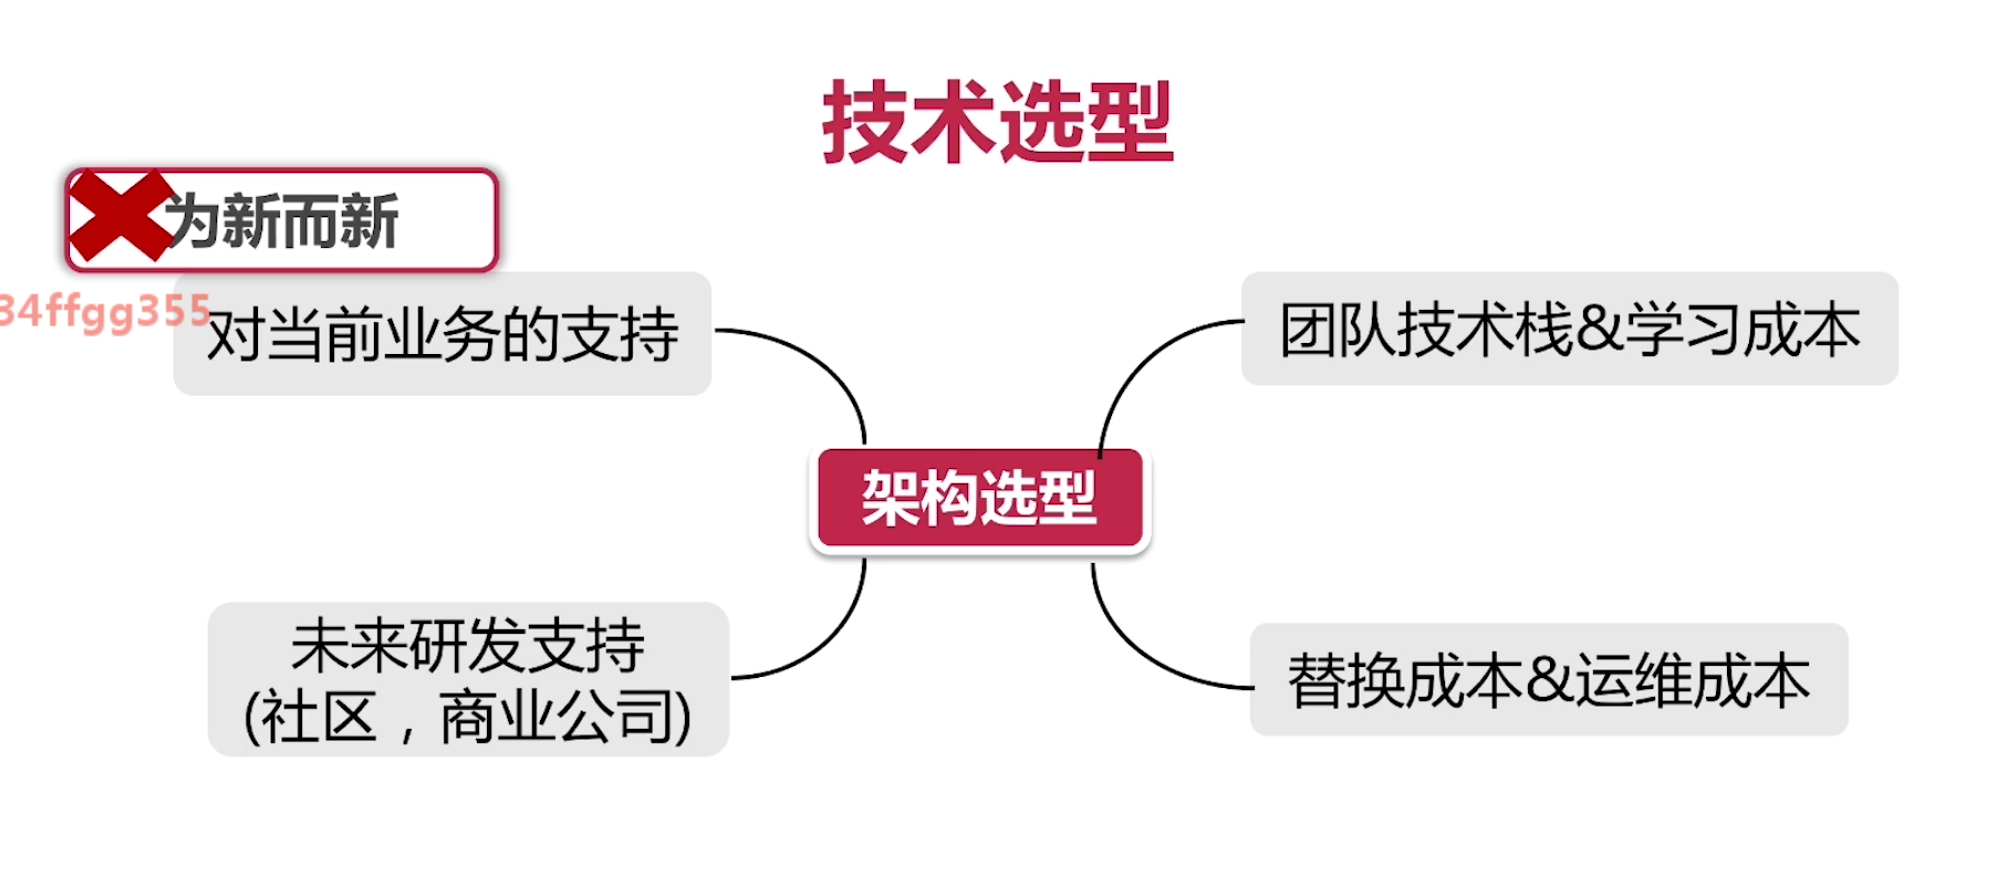 技术选型
为新而新
34ffgg355
对当前业务的支持
团队技术栈&学习成本
架构选型
未来研发支持
(社区，商业公司)
替换成本&运维成本